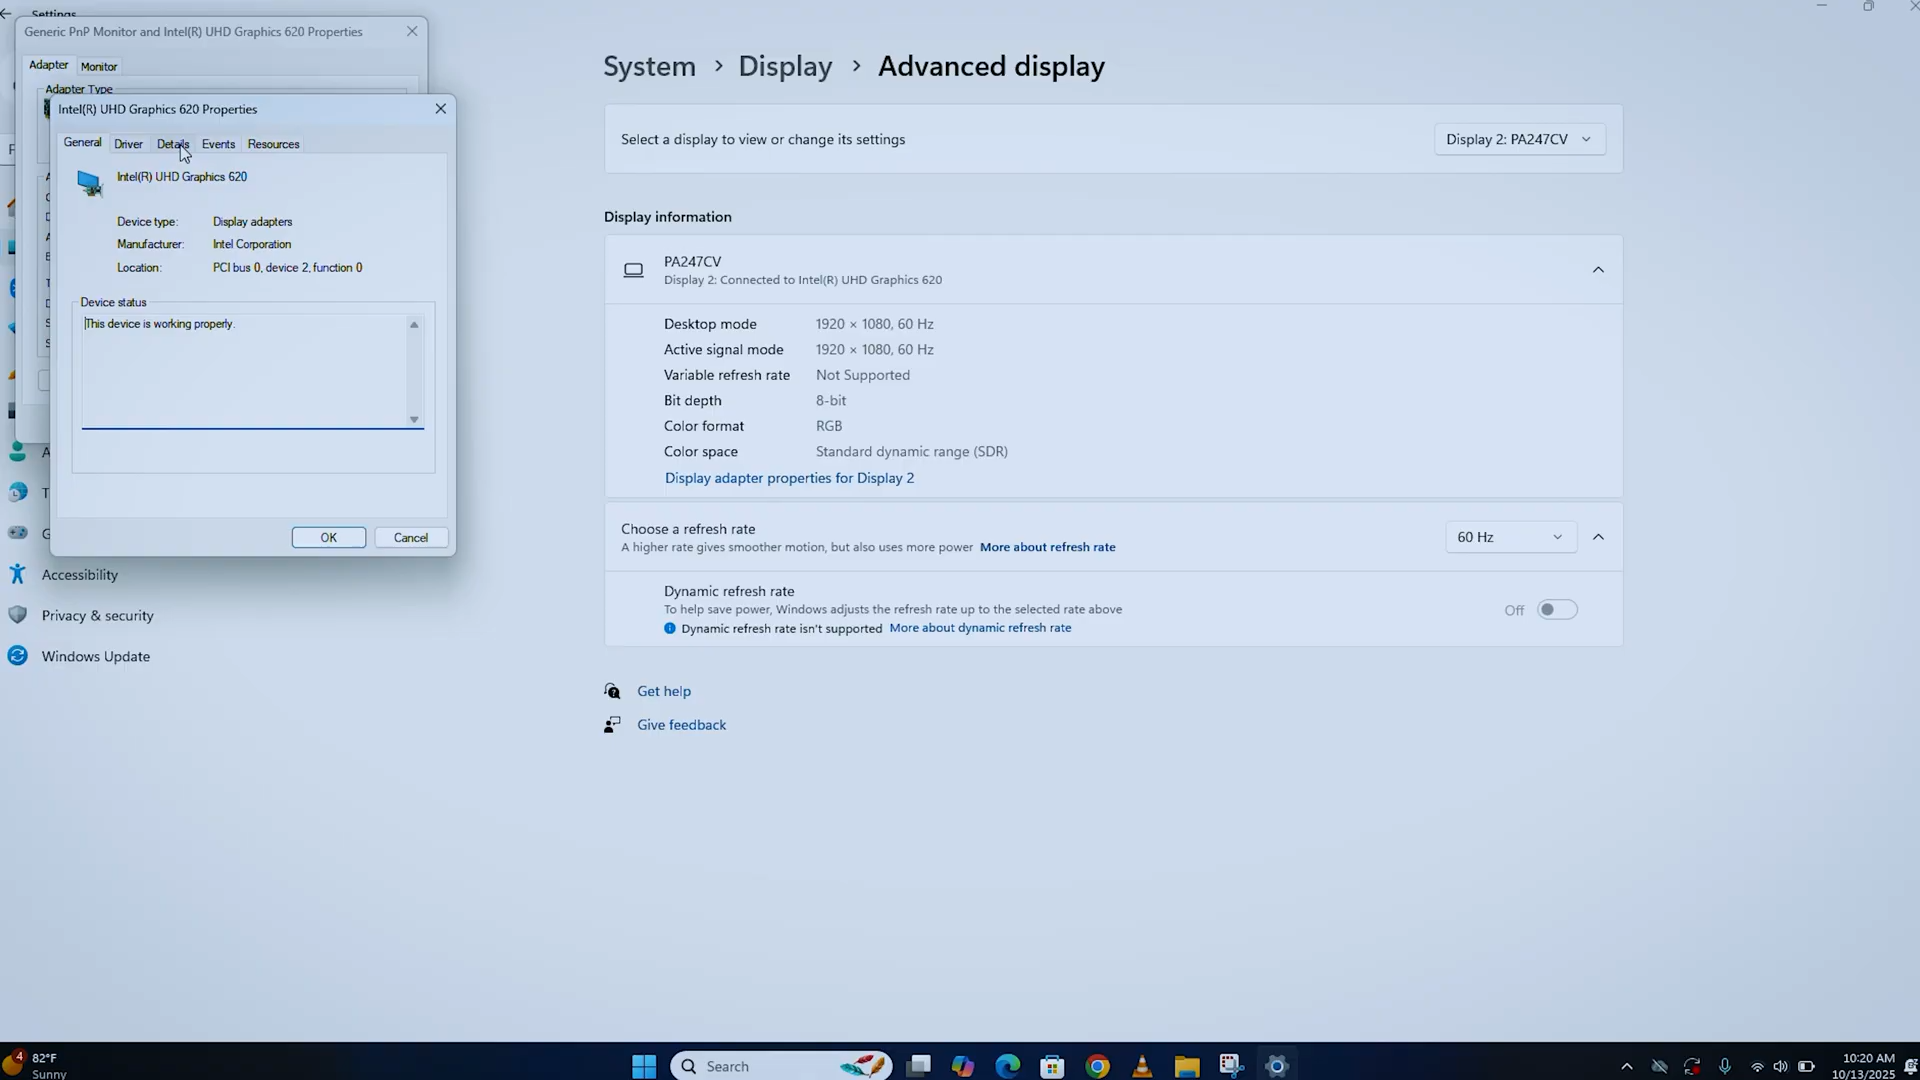 Settings
Generic PnP Monitor and Intel(R) UHD Graphics 620 Properties
Adapter
Monitor
Adapter Type
Intel(R) UHD Graphics 620 Properties
General
Driver
Details
Events
Resources
Intel(R) UHD Graphics 620
Device type: Display adapters
Manufacturer: Intel Corporation
Location: PCI bus 0, device 2, function 0
Device status
This device is working properly.
OK
Cancel
Accessibility
Privacy & security
Windows Update
System › Display › Advanced display
Select a display to view or change its settings
Display 2: PA247CV
Display information
PA247CV
Display 2: Connected to Intel(R) UHD Graphics 620
Desktop mode 1920 × 1080, 60 Hz
Active signal mode 1920 × 1080, 60 Hz
Variable refresh rate Not Supported
Bit depth 8-bit
Color format RGB
Color space Standard dynamic range (SDR)
Display adapter properties for Display 2
Choose a refresh rate
A higher rate gives smoother motion, but also uses more power More about refresh rate
60 Hz
Dynamic refresh rate
To help save power, Windows adjusts the refresh rate up to the selected rate above
Dynamic refresh rate isn't supported More about dynamic refresh rate
Off
Get help
Give feedback
4
82°F
Sunny
Search
10:20 AM
10/13/2025